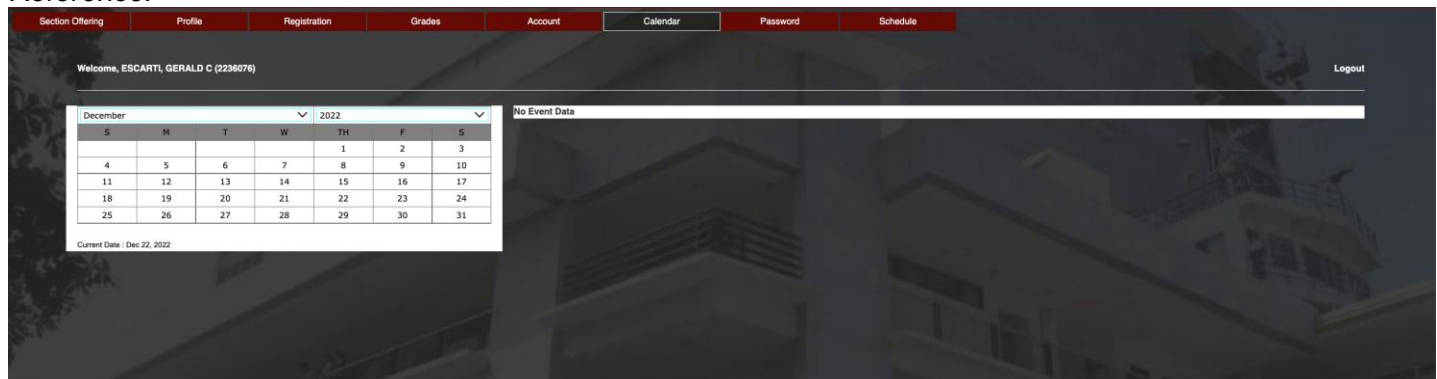 Reference:
Section Offering Profile Registration Grades Account Calendar Password Schedule
Welcome, ESCARTI, GERALD C (2236076) Logout
December 2022 No Event Data
S M T W TH F S
1 2 3
4 5 6 7 8 9 10
11 12 13 14 15 16 17
18 19 20 21 22 23 24
25 26 27 28 29 30 31
Current Date : Dec 22, 2022